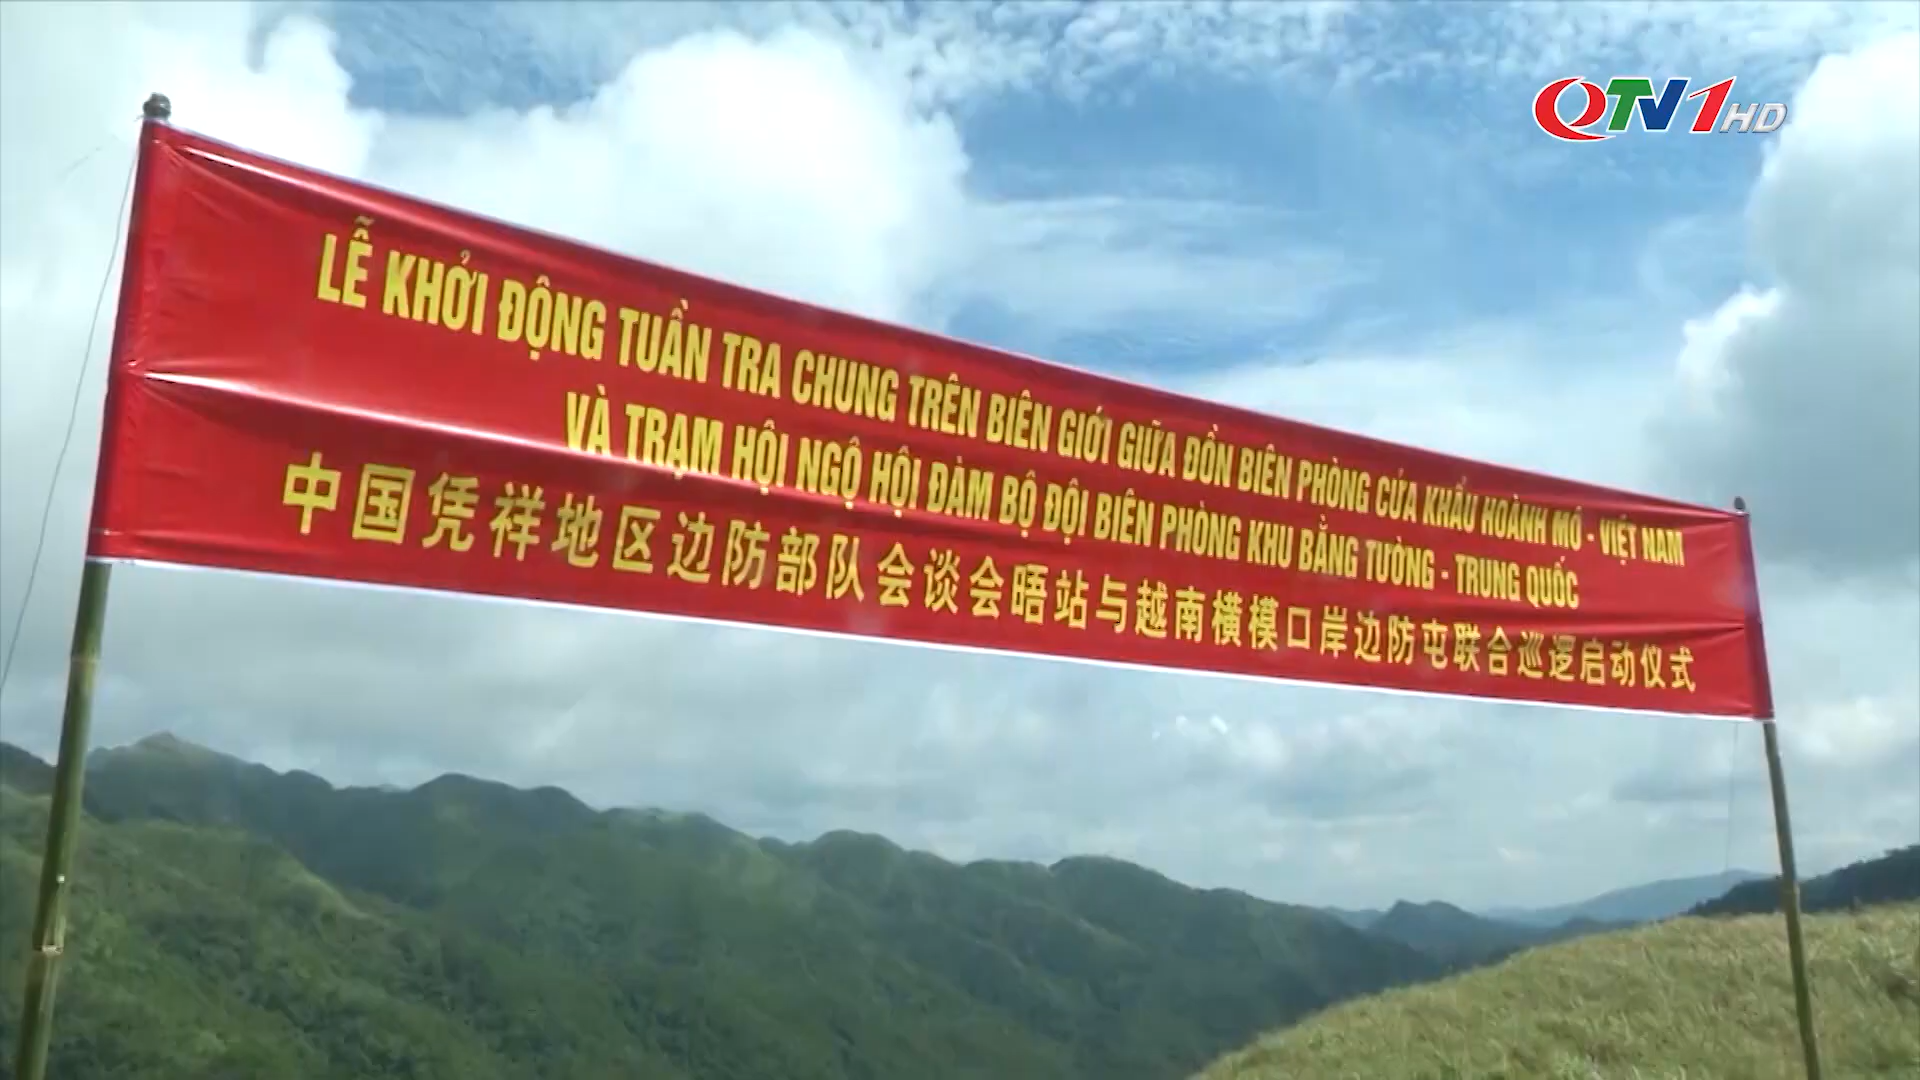 QTV1HD
LỄ KHỞI ĐỘNG TUẦN TRA CHUNG TRÊN BIÊN GIỚI GIỮA ĐỒN BIÊN PHÒNG CỬA KHẨU HOÀNH MÔ - VIỆT NAM
VÀ TRẠM HỘI NGỘ HỘI ĐÀM BỘ ĐỘI BIÊN PHÒNG KHU BẰNG TƯỜNG - TRUNG QUỐC
中国凭祥地区边防部队会谈会晤站与越南横模口岸边防屯联合巡逻启动仪式